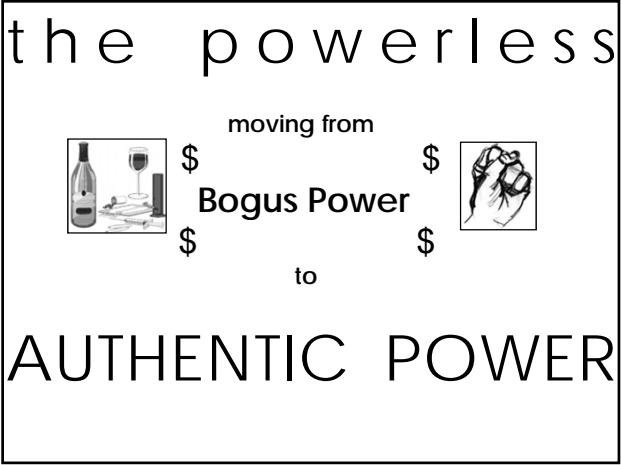 the powerless
moving from
$ $
Bogus Power
$ $
to
AUTHENTIC POWER